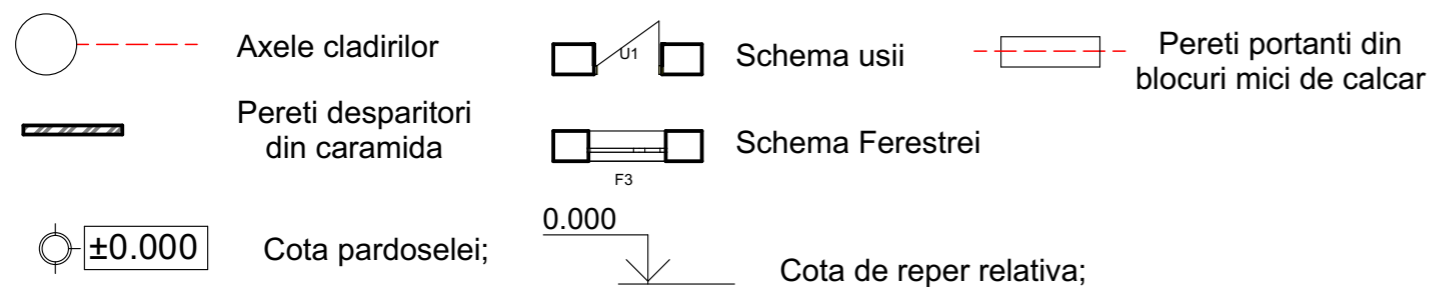 Axele cladirilor
U1
Schema usii
Pereti portanti din
blocuri mici de calcar
Pereti desparitori
din caramida
Schema Ferestrei
F3
±0.000
Cota pardoselei;
0.000
Cota de reper relativa;